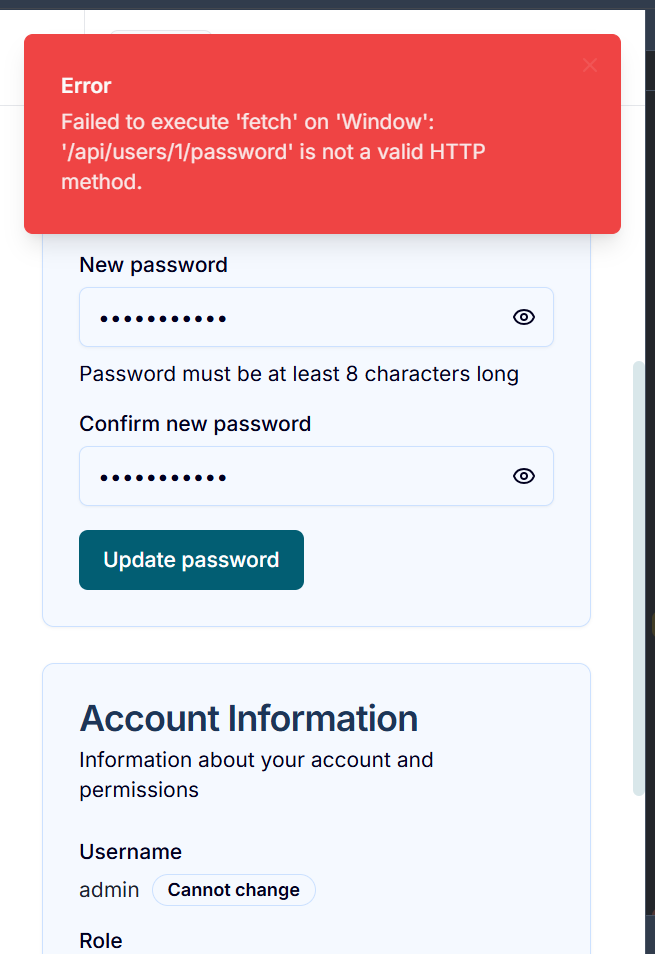 Error
Failed to execute 'fetch' on 'Window':
'/api/users/1/password' is not a valid HTTP
method.
New password
•••••••••••
Password must be at least 8 characters long
Confirm new password
•••••••••••
Update password
Account Information
Information about your account and
permissions
Username
admin Cannot change
Role